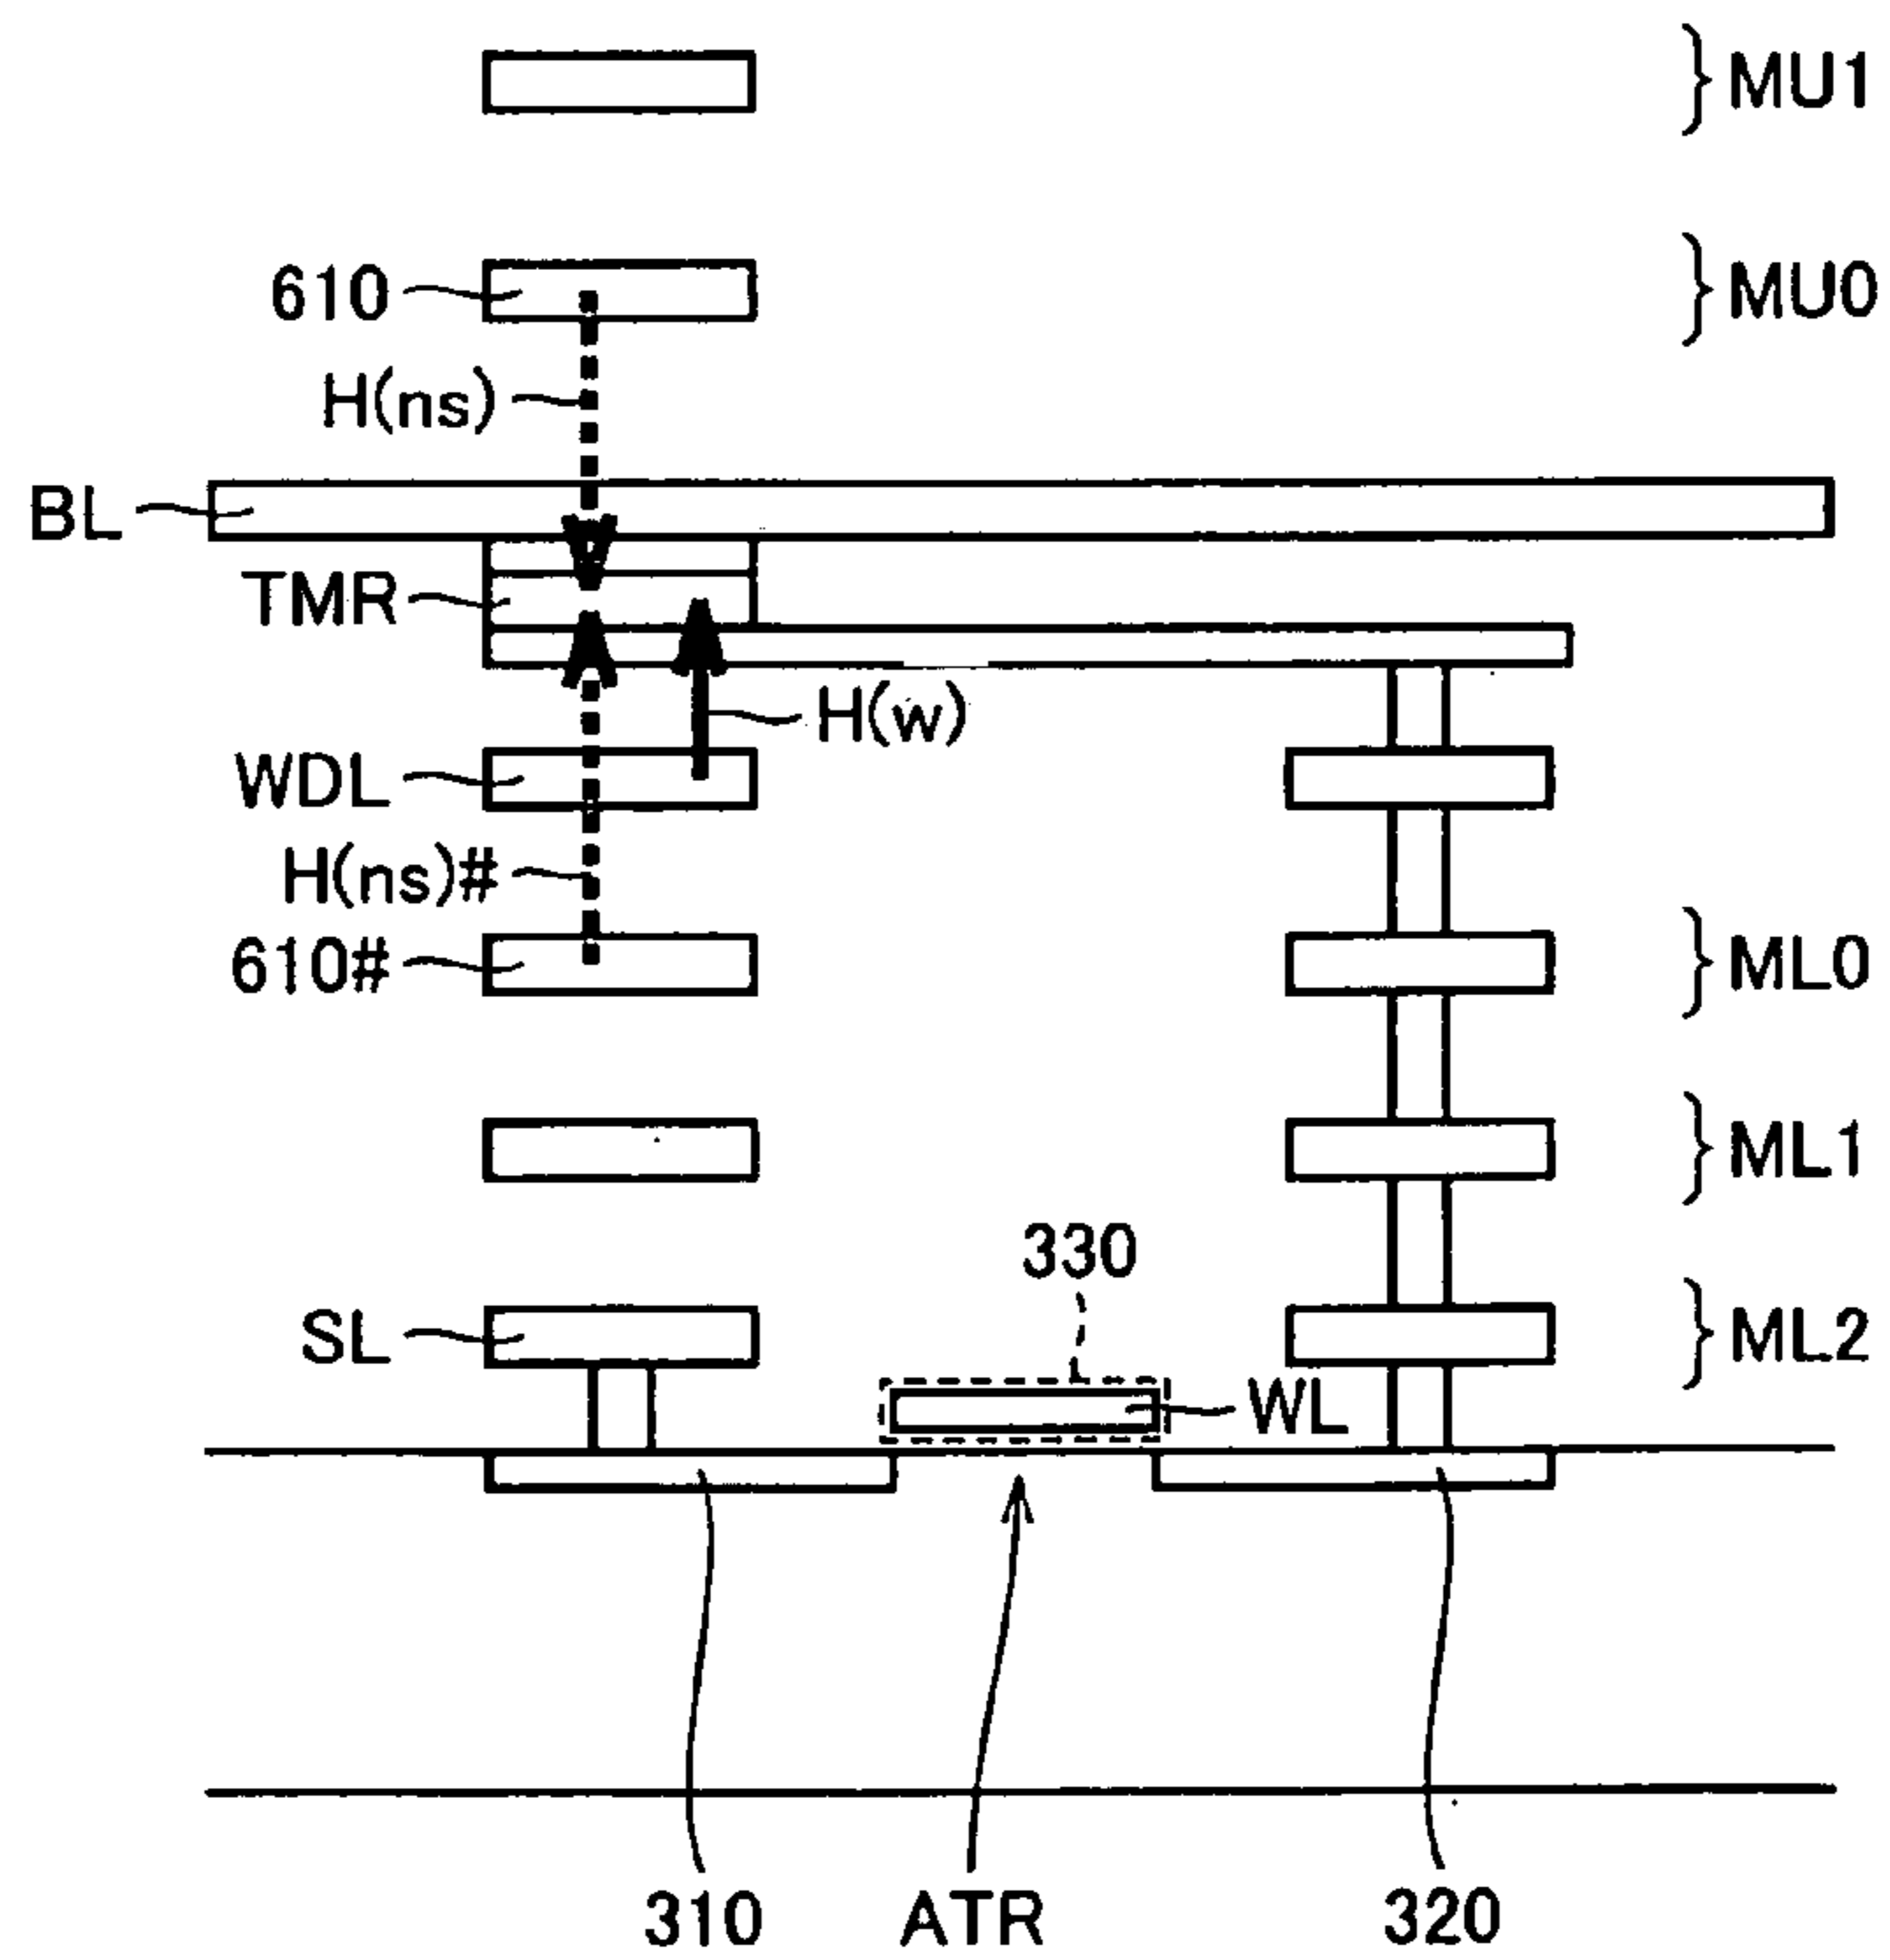 MU1
610
MU0
H(ns)
BL
TMR
H(w)
WDL
H(ns)#
610#
ML0
ML1
330
SL
ML2
WL
310
ATR
320